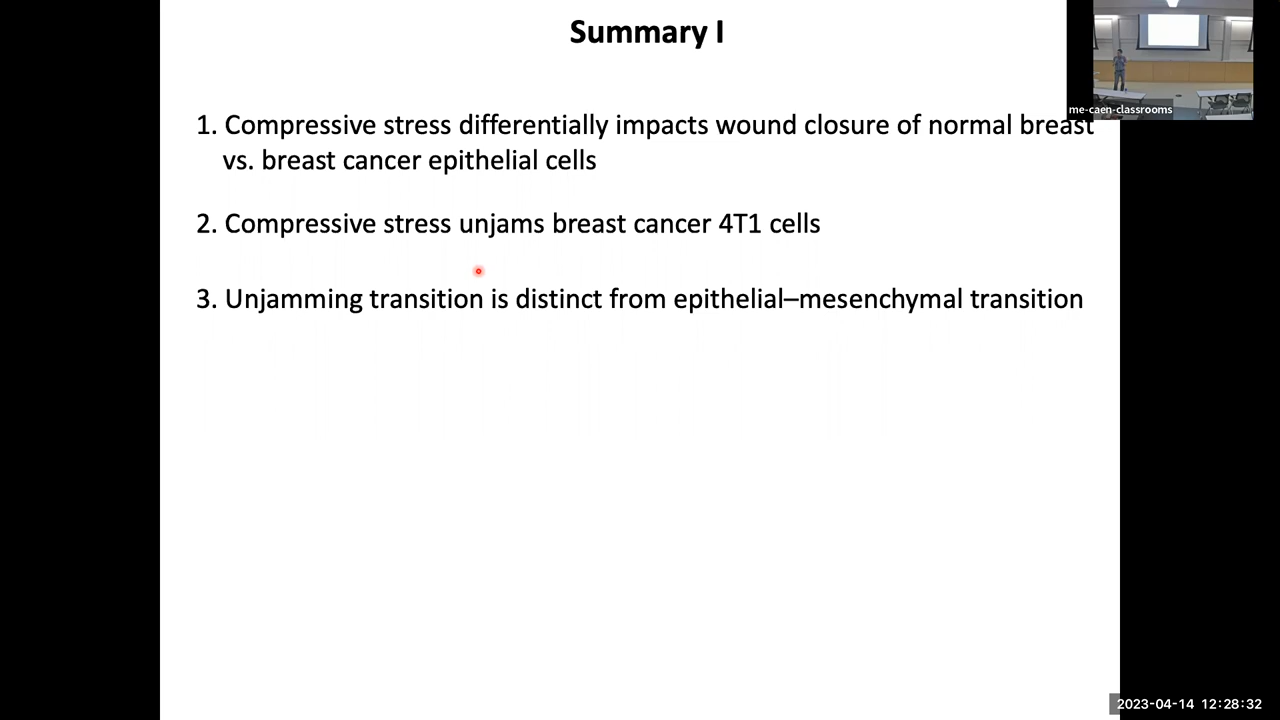 Summary I
me-caen-classrooms
1. Compressive stress differentially impacts wound closure of normal breast
vs. breast cancer epithelial cells
2. Compressive stress unjams breast cancer 4T1 cells
3. Unjamming transition is distinct from epithelial–mesenchymal transition
2023-04-14 12:28:32